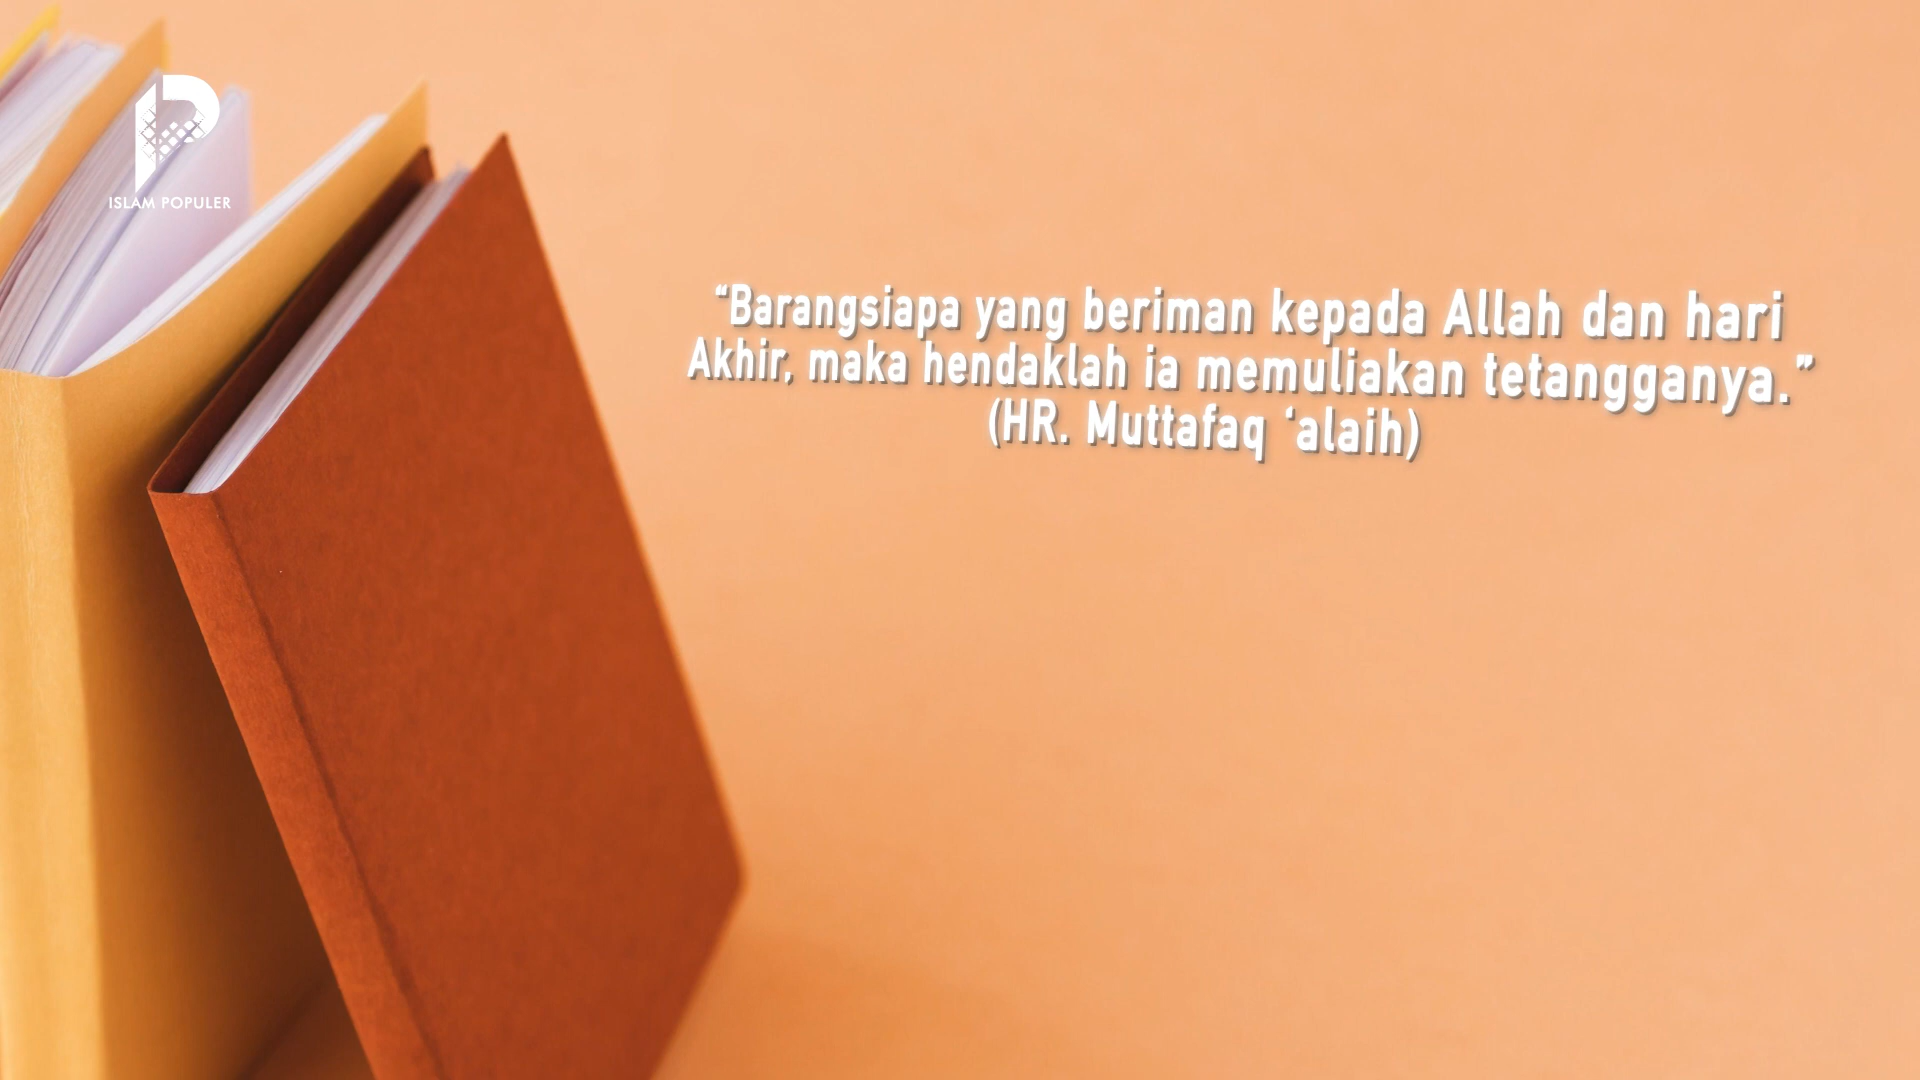 ISLAM POPULER
“Barangsiapa yang beriman kepada Allah dan hari
Akhir, maka hendaklah ia memuliakan tetangganya.”
(HR. Muttafaq ‘alaih)